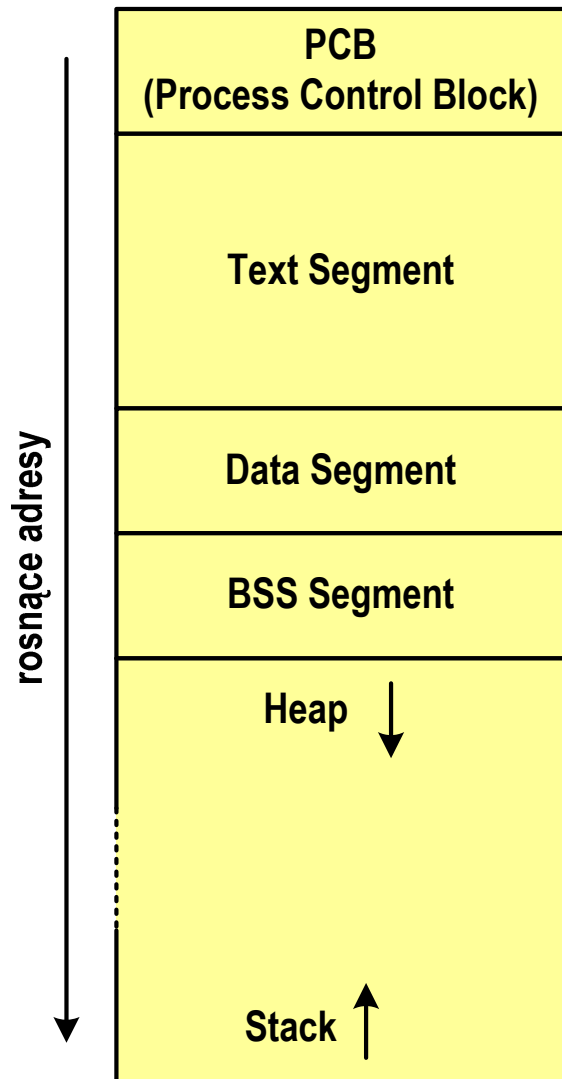 PCB
(Process Control Block)
Text Segment
Data Segment
BSS Segment
Heap
Stack
rosnące adresy